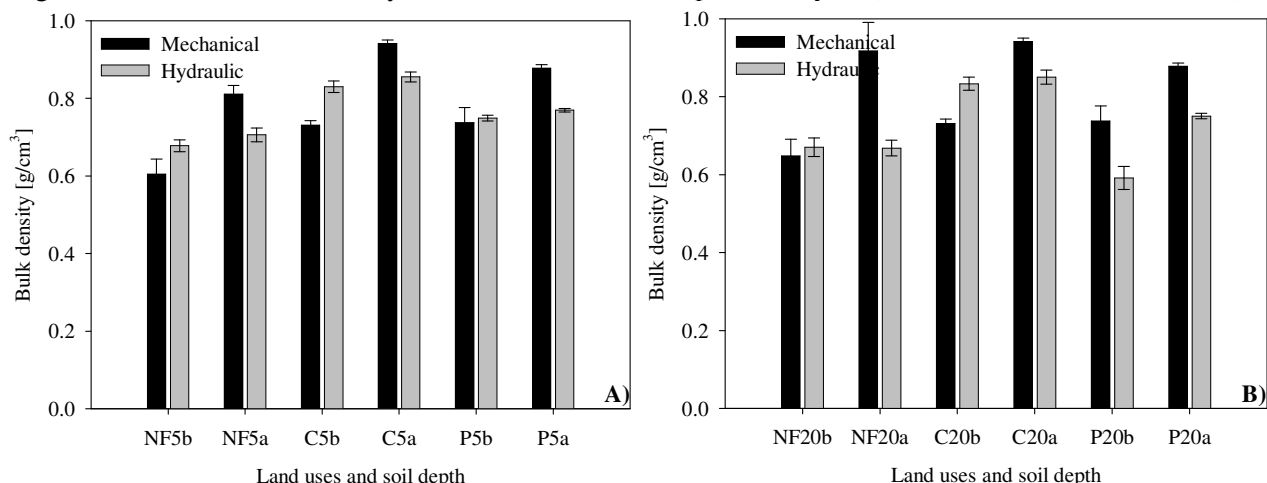 1.0
0.8
0.6
0.4
0.2
0.0
Bulk density [g/cm³]
Mechanical
Hydraulic
A)
NF5b NF5a C5b C5a P5b P5a
Land uses and soil depth
1.0
0.8
0.6
0.4
0.2
0.0
Bulk density [g/cm³]
Mechanical
Hydraulic
B)
NF20b NF20a C20b C20a P20b P20a
Land uses and soil depth